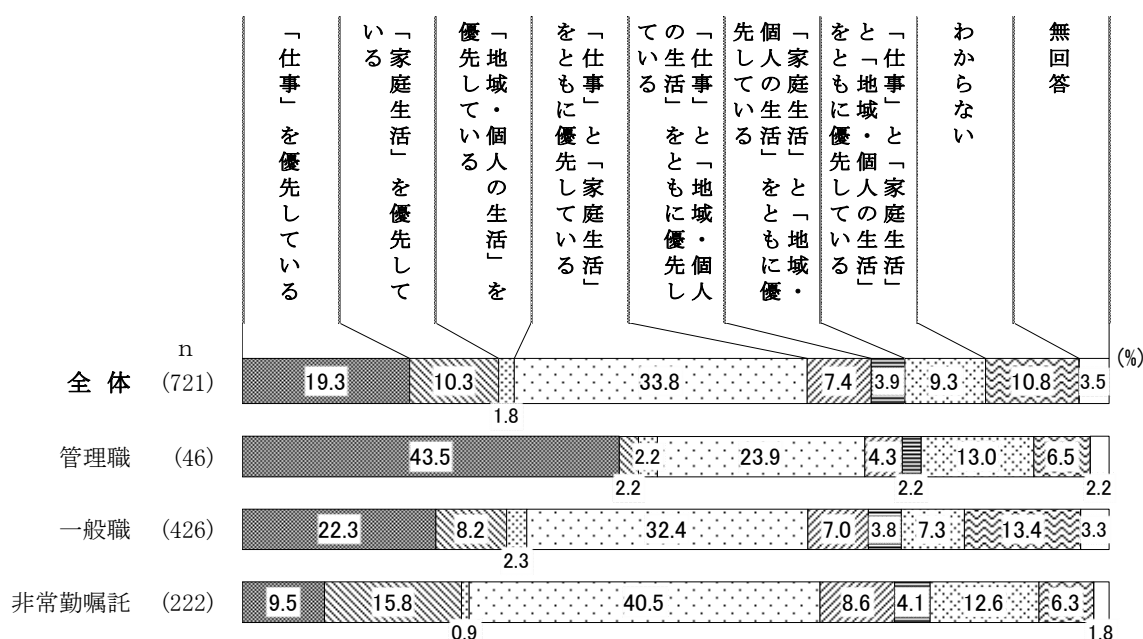 「仕事」を優先している
「家庭生活」を優先して
いる
「地域・個人の生活」を
優先している
「仕事」と「家庭生活」
をともに優先している
「仕事」と「地域・個人
の生活」をともに優先し
ている
「家庭生活」と「地域・
個人の生活」をともに優
先している
「仕事」と「家庭生活」
と「地域・個人の生活」
をともに優先している
わからない
無回答
n
(%)
全 体 (721) 19.3 10.3 1.8 33.8 7.4 3.9 9.3 10.8 3.5
管理職 (46) 43.5 2.2 2.2 23.9 4.3 2.2 13.0 6.5 2.2
一般職 (426) 22.3 8.2 2.3 32.4 7.0 3.8 7.3 13.4 3.3
非常勤嘱託 (222) 9.5 15.8 0.9 40.5 8.6 4.1 12.6 6.3 1.8